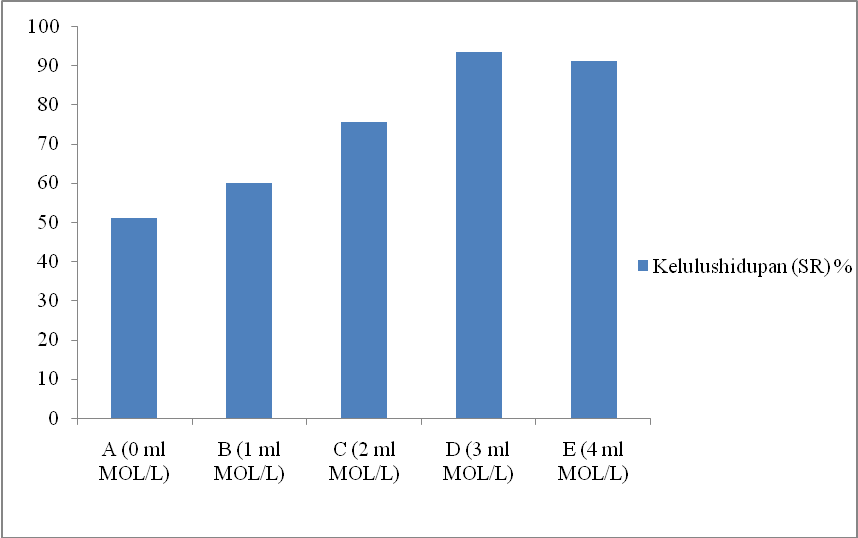 100
90
80
70
60
50
40
30
20
10
0
A (0 ml
MOL/L)
B (1 ml
MOL/L)
C (2 ml
MOL/L)
D (3 ml
MOL/L)
E (4 ml
MOL/L)
Kelulushidupan (SR) %